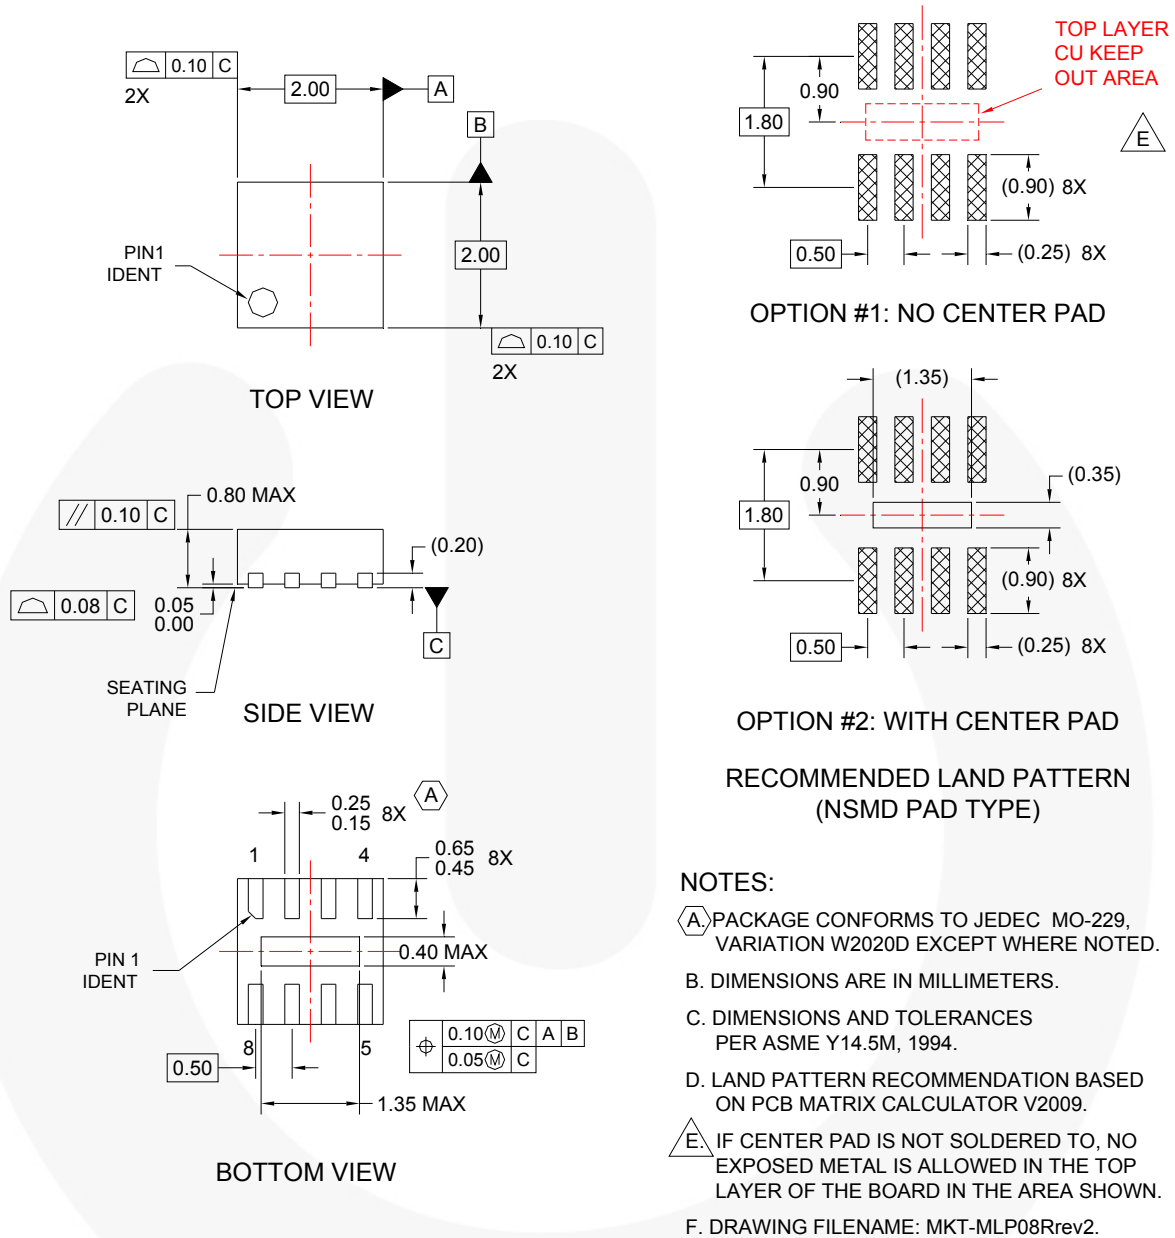 0.10 C
2X
2.00
A
B
2.00
PIN1
IDENT
0.10 C
2X
TOP VIEW
0.80 MAX
// 0.10 C
(0.20)
0.08 C
0.05
0.00
C
SEATING
PLANE
SIDE VIEW
0.25
0.15 8X
A
0.65
0.45 8X
1
4
PIN 1
IDENT
0.40 MAX
8
5
0.10 M C A B
0.05 M C
0.50
1.35 MAX
BOTTOM VIEW
TOP LAYER
CU KEEP
OUT AREA
0.90
1.80
E
(0.90) 8X
0.50
(0.25) 8X
OPTION #1: NO CENTER PAD
(1.35)
0.90
(0.35)
1.80
(0.90) 8X
0.50
(0.25) 8X
OPTION #2: WITH CENTER PAD
RECOMMENDED LAND PATTERN
(NSMD PAD TYPE)
NOTES:
A. PACKAGE CONFORMS TO JEDEC MO-229,
VARIATION W2020D EXCEPT WHERE NOTED.
B. DIMENSIONS ARE IN MILLIMETERS.
C. DIMENSIONS AND TOLERANCES
PER ASME Y14.5M, 1994.
D. LAND PATTERN RECOMMENDATION BASED
ON PCB MATRIX CALCULATOR V2009.
E. IF CENTER PAD IS NOT SOLDERED TO, NO
EXPOSED METAL IS ALLOWED IN THE TOP
LAYER OF THE BOARD IN THE AREA SHOWN.
F. DRAWING FILENAME: MKT-MLP08Rrev2.